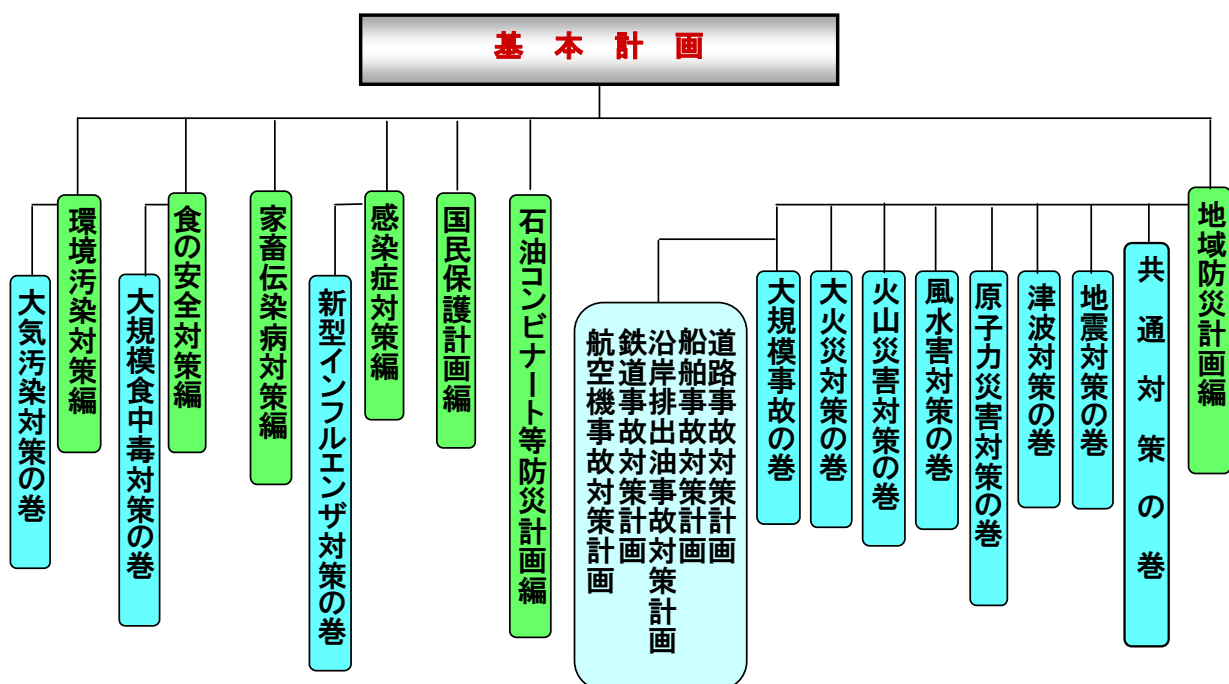 基本計画
地域防災計画編
共通対策の巻
地震対策の巻
津波対策の巻
原子力災害対策の巻
風水害対策の巻
火山災害対策の巻
大火災対策の巻
大規模事故の巻
道路事故対策計画
船舶事故対策計画
沿岸排出油事故対策計画
鉄道事故対策計画
航空機事故対策計画
石油コンビナート等防災計画編
国民保護計画編
感染症対策編
新型インフルエンザ対策の巻
家畜伝染病対策編
食の安全対策編
大規模食中毒対策の巻
環境汚染対策編
大気汚染対策の巻